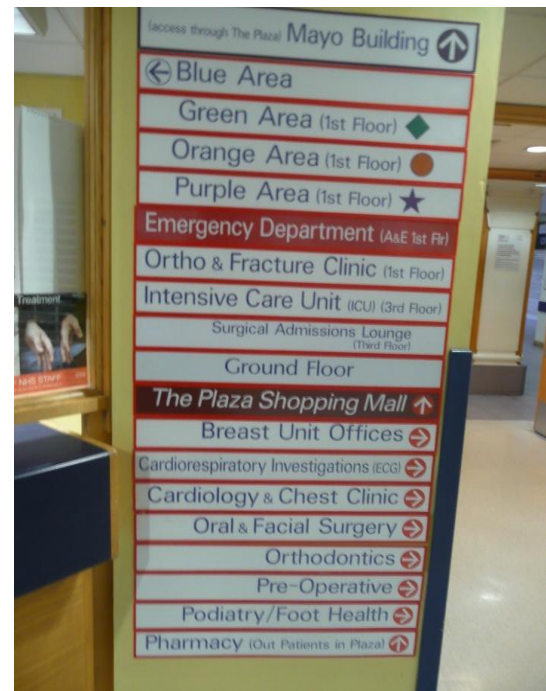 (access through The Plaza) Mayo Building
Blue Area
Green Area (1st Floor)
Orange Area (1st Floor)
Purple Area (1st Floor)
Emergency Department (A&E 1st Flr)
Ortho & Fracture Clinic (1st Floor)
Intensive Care Unit (ICU) (3rd Floor)
Surgical Admissions Lounge
(Third Floor)
Ground Floor
The Plaza Shopping Mall
Breast Unit Offices
Cardiorespiratory Investigations (ECG)
Cardiology & Chest Clinic
Oral & Facial Surgery
Orthodontics
Pre-Operative
Podiatry/Foot Health
Pharmacy (Out Patients in Plaza)
Treatment
NHS STAFF